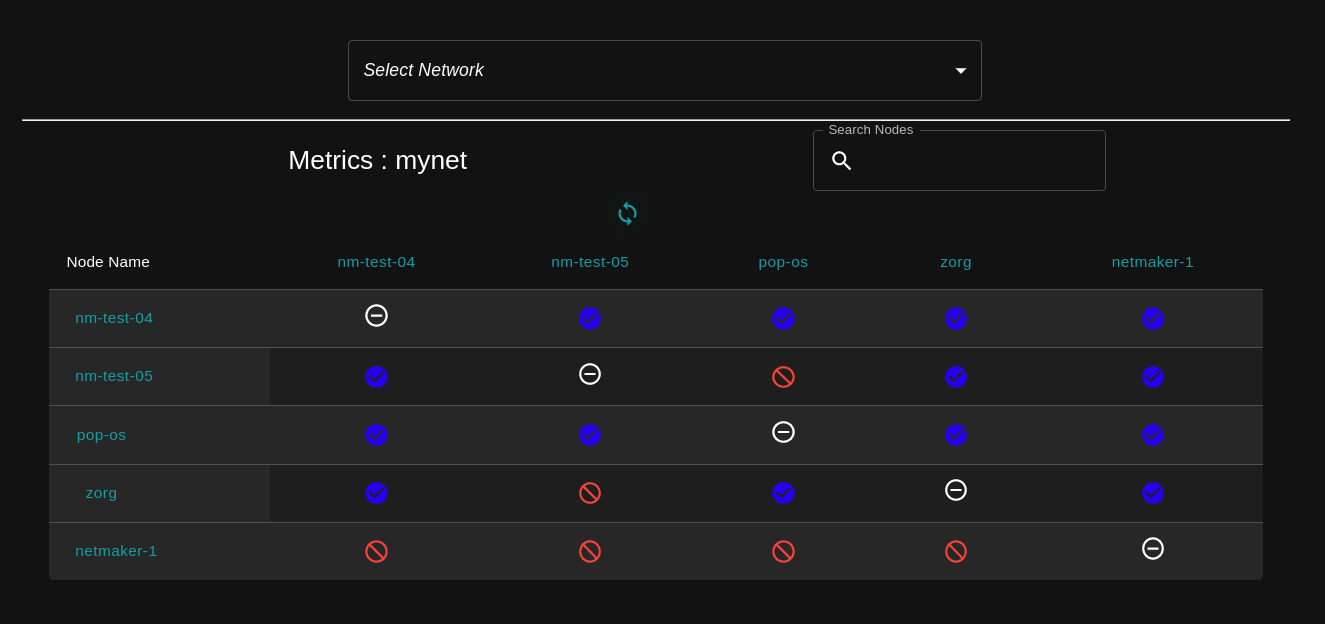 Select Network
Search Nodes
Metrics : mynet
Node Name nm-test-04 nm-test-05 pop-os zorg netmaker-1
nm-test-04
nm-test-05
pop-os
zorg
netmaker-1